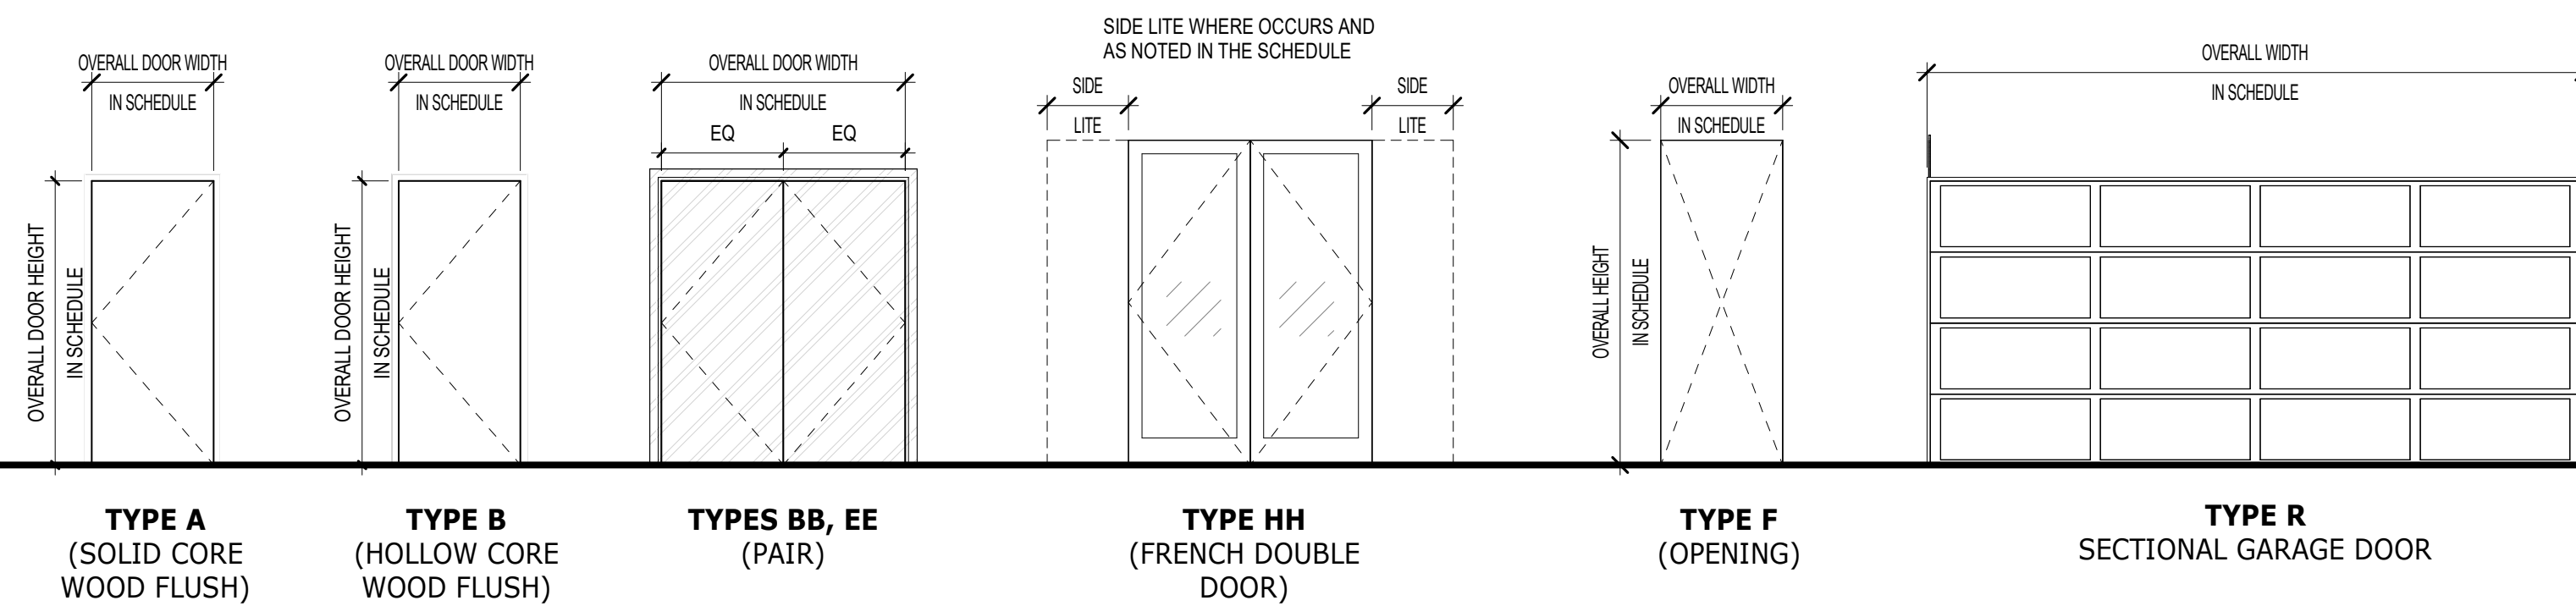 OVERALL DOOR WIDTH
IN SCHEDULE
OVERALL DOOR HEIGHT
IN SCHEDULE
TYPE A
(SOLID CORE
WOOD FLUSH)
OVERALL DOOR WIDTH
IN SCHEDULE
OVERALL DOOR HEIGHT
IN SCHEDULE
TYPE B
(HOLLOW CORE
WOOD FLUSH)
OVERALL DOOR WIDTH
IN SCHEDULE
EQ
EQ
TYPES BB, EE
(PAIR)
SIDE LITE WHERE OCCURS AND
AS NOTED IN THE SCHEDULE
SIDE
LITE
SIDE
LITE
TYPE HH
(FRENCH DOUBLE
DOOR)
OVERALL WIDTH
IN SCHEDULE
OVERALL HEIGHT
IN SCHEDULE
TYPE F
(OPENING)
OVERALL WIDTH
IN SCHEDULE
TYPE R
SECTIONAL GARAGE DOOR